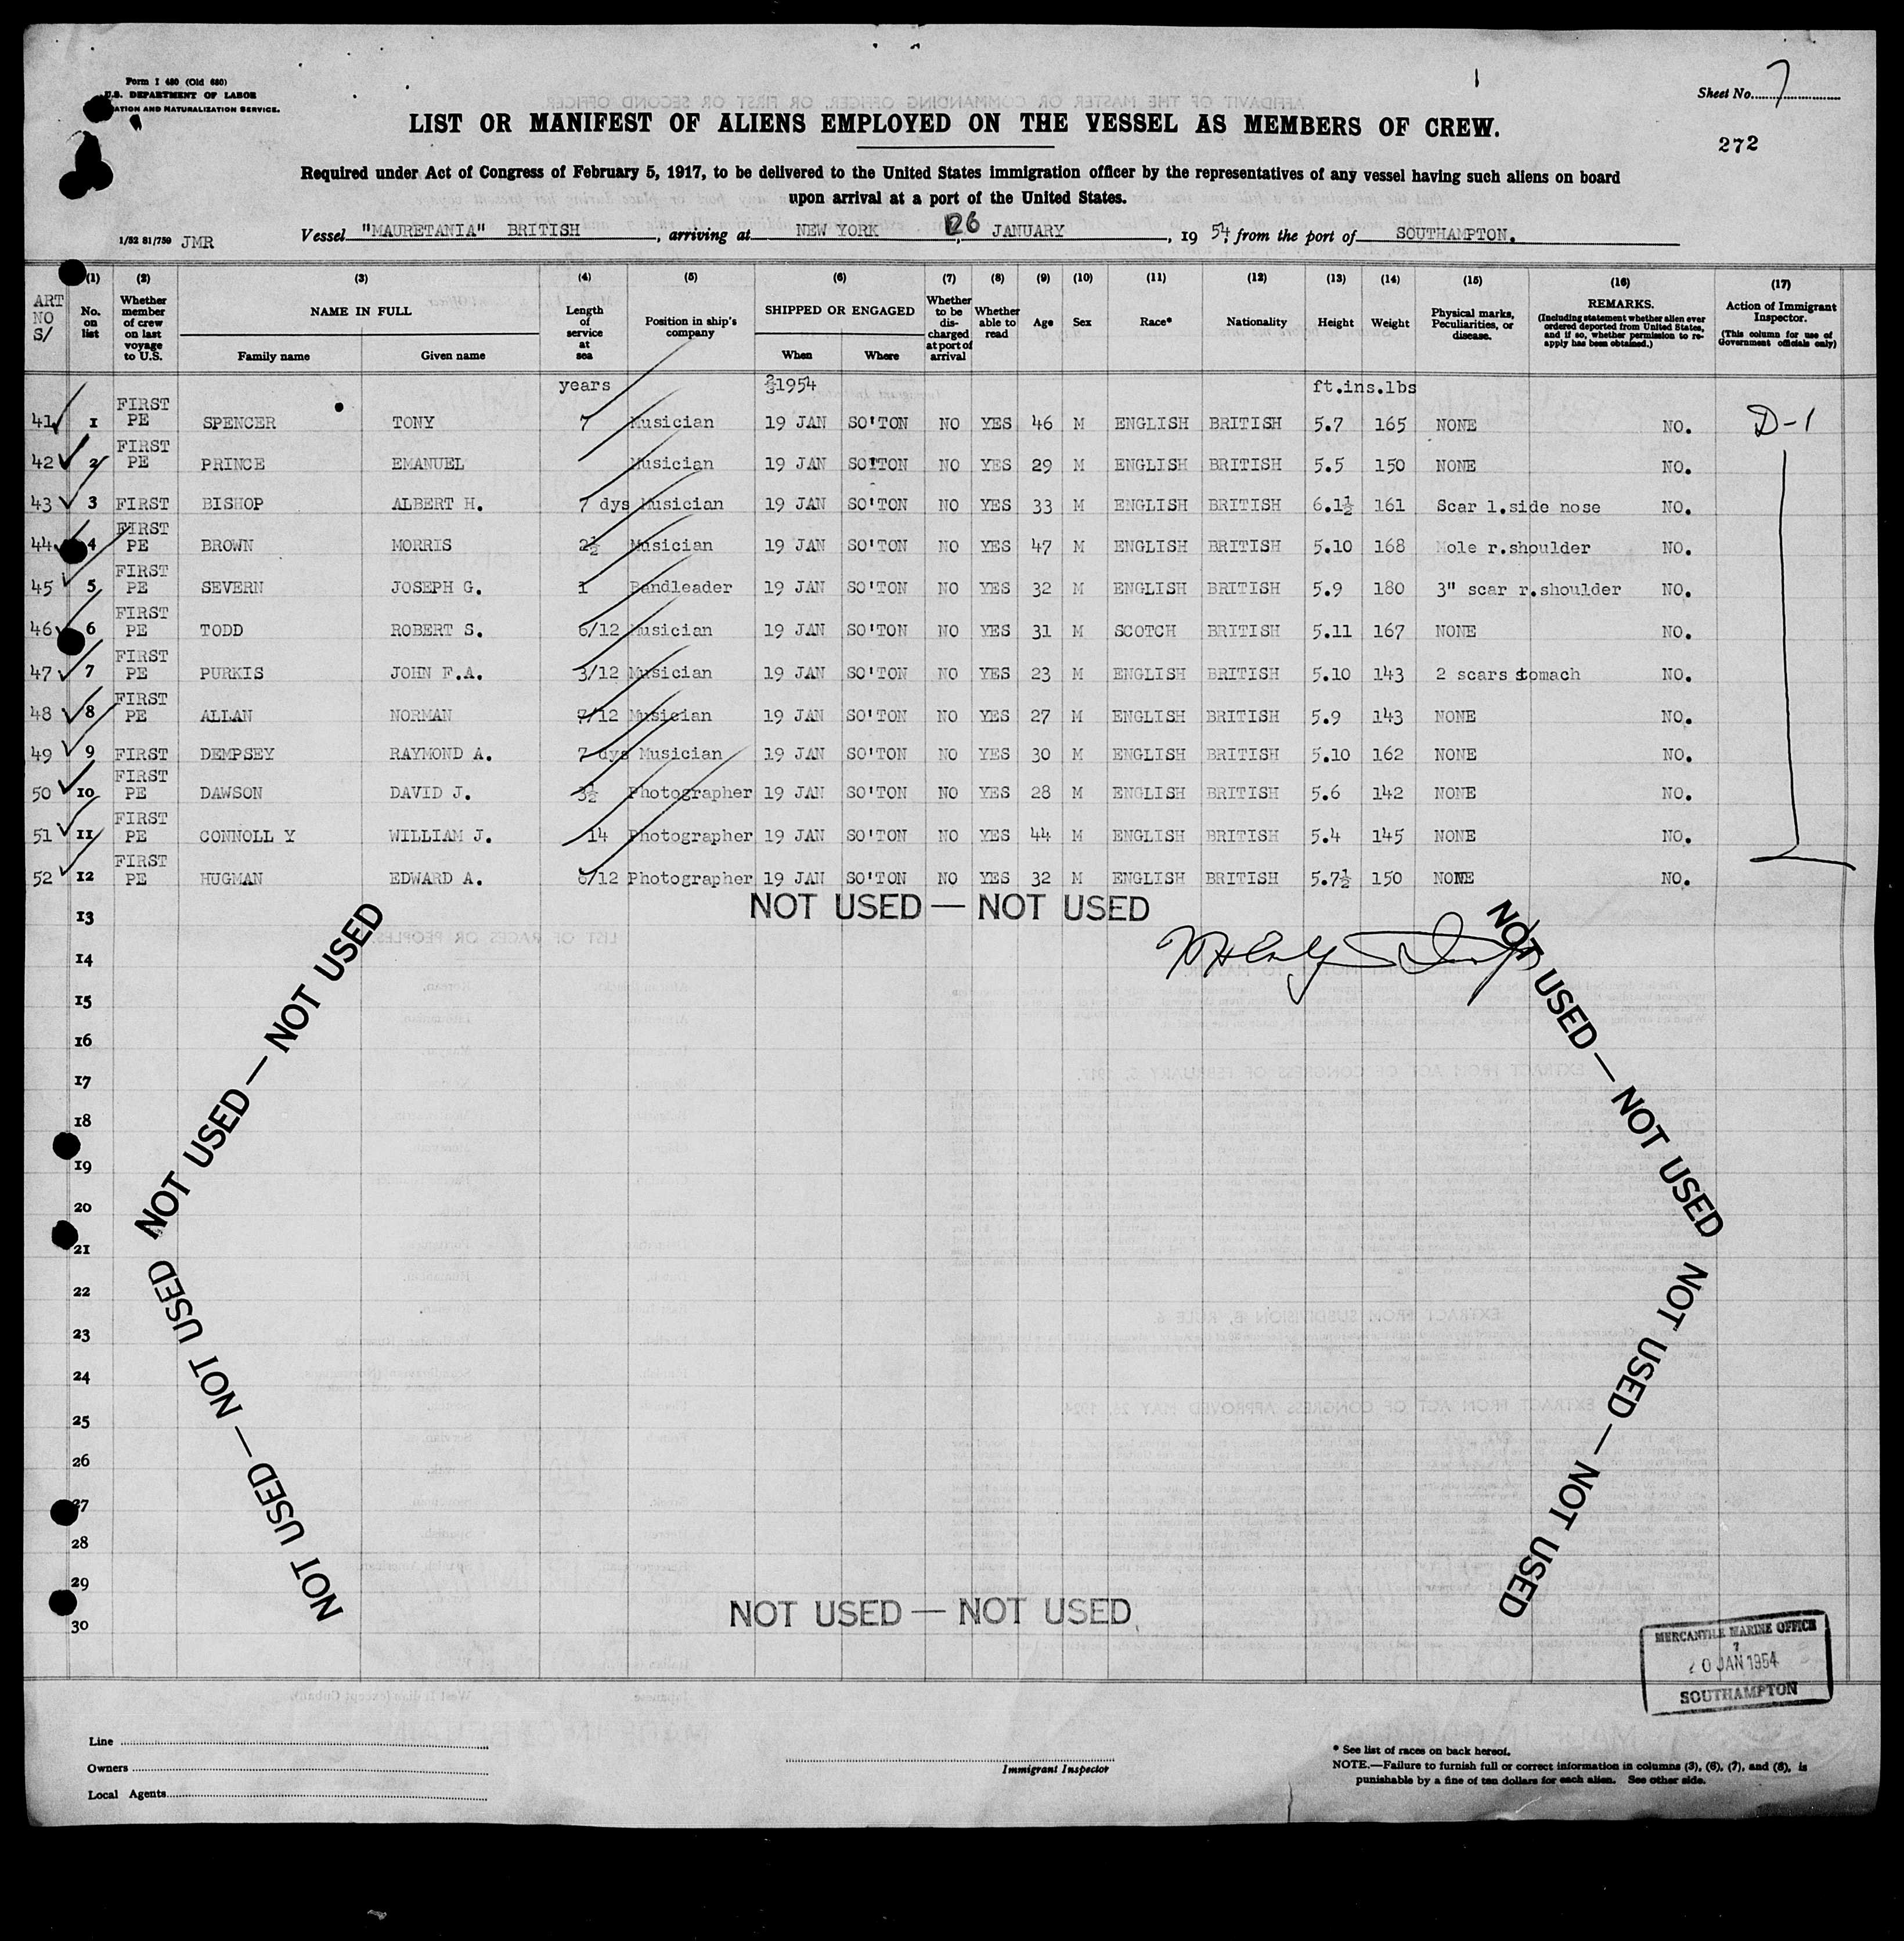 Form I 480 (Old 680)
U.S. DEPARTMENT OF LABOR
ATION AND NATURALIZATION SERVICE.
Sheet No. 7
272
LIST OR MANIFEST OF ALIENS EMPLOYED ON THE VESSEL AS MEMBERS OF CREW.
Required under Act of Congress of February 5, 1917, to be delivered to the United States immigration officer by the representatives of any vessel having such aliens on board
upon arrival at a port of the United States.
1/52 81/759 JMR
Vessel "MAURETANIA" BRITISH, arriving at NEW YORK 26 JANUARY, 19 54, from the port of SOUTHAMPTON.
ART NO S/
(1) No. on list
(2) Whether member of crew on last voyage to U.S.
(3) NAME IN FULL Family name Given name
(4) Length of service at sea
(5) Position in ship's company
(6) SHIPPED OR ENGAGED When Where
(7) Whether to be discharged at port of arrival
(8) Whether able to read
(9) Age
(10) Sex
(11) Race*
(12) Nationality
(13) Height
(14) Weight
(15) Physical marks, Peculiarities, or disease.
(16) REMARKS. (Including statement whether alien ever ordered deported from United States, and if so, whether permission to re-apply has been obtained.)
(17) Action of Immigrant Inspector. (This column for use of Government officials only)
years 1954 ft.ins.lbs
41 1 FIRST PE SPENCER TONY 7 Musician 19 JAN SO'TON NO YES 46 M ENGLISH BRITISH 5.7 165 NONE NO. D-1
42 2 FIRST PE PRINCE EMANUEL Musician 19 JAN SO'TON NO YES 29 M ENGLISH BRITISH 5.5 150 NONE NO.
43 3 FIRST BISHOP ALBERT H. 7 dys Musician 19 JAN SO'TON NO YES 33 M ENGLISH BRITISH 6.1½ 161 Scar l.side nose NO.
44 4 FIRST PE BROWN MORRIS 2½ Musician 19 JAN SO'TON NO YES 47 M ENGLISH BRITISH 5.10 168 Mole r.shoulder NO.
45 5 FIRST PE SEVERN JOSEPH G. 1 Bandleader 19 JAN SO'TON NO YES 32 M ENGLISH BRITISH 5.9 180 3" scar r.shoulder NO.
46 6 FIRST PE TODD ROBERT S. 6/12 Musician 19 JAN SO'TON NO YES 31 M SCOTCH BRITISH 5.11 167 NONE NO.
47 7 FIRST PE PURKIS JOHN F.A. 3/12 Musician 19 JAN SO'TON NO YES 23 M ENGLISH BRITISH 5.10 143 2 scars stomach NO.
48 8 FIRST PE ALLAN NORMAN 7/12 Musician 19 JAN SO'TON NO YES 27 M ENGLISH BRITISH 5.9 143 NONE NO.
49 9 FIRST DEMPSEY RAYMOND A. 7 dys Musician 19 JAN SO'TON NO YES 30 M ENGLISH BRITISH 5.10 162 NONE NO.
50 10 FIRST PE DAWSON DAVID J. 3½ Photographer 19 JAN SO'TON NO YES 28 M ENGLISH BRITISH 5.6 142 NONE NO.
51 11 FIRST PE CONNOLL Y WILLIAM J. 14 Photographer 19 JAN SO'TON NO YES 44 M ENGLISH BRITISH 5.4 145 NONE NO.
52 12 FIRST PE HUGMAN EDWARD A. 6/12 Photographer 19 JAN SO'TON NO YES 32 M ENGLISH BRITISH 5.7½ 150 NONE NO.
NOT USED — NOT USED
NOT USED — NOT USED
NOT USED — NOT USED
13
14
15
16
17
18
19
20
21
22
23
24
25
26
27
28
29
30
NOT USED — NOT USED — NOT USED
NOT USED — NOT USED — NOT USED
NOT USED — NOT USED
MERCANTILE MARINE OFFICE
7
20 JAN 1954
SOUTHAMPTON
Line
Owners
Local Agents
Immigrant Inspector
* See list of races on back hereof.
NOTE.—Failure to furnish full or correct information in columns (3), (6), (7), and (8), is
punishable by a fine of ten dollars for each alien. See other side.